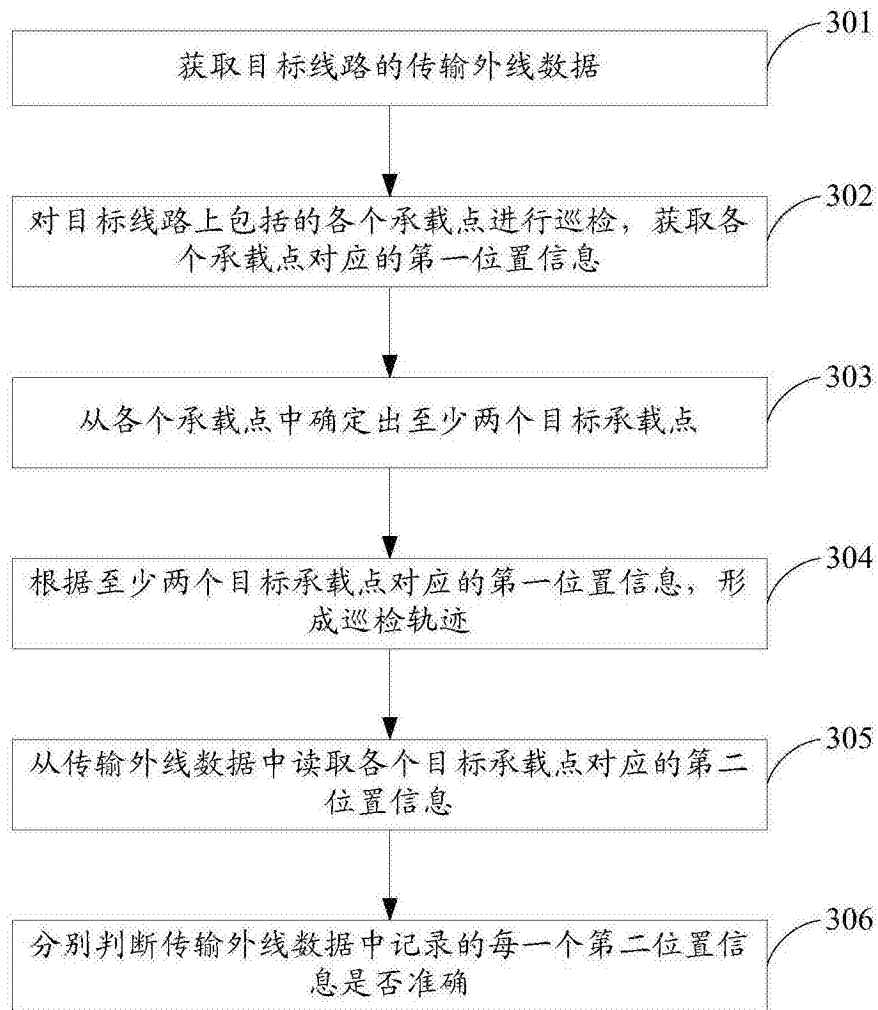 301
获取目标线路的传输外线数据
302
对目标线路上包括的各个承载点进行巡检，获取各
个承载点对应的第一位置信息
303
从各个承载点中确定出至少两个目标承载点
304
根据至少两个目标承载点对应的第一位置信息，形
成巡检轨迹
305
从传输外线数据中读取各个目标承载点对应的第二
位置信息
306
分别判断传输外线数据中记录的每一个第二位置信
息是否准确